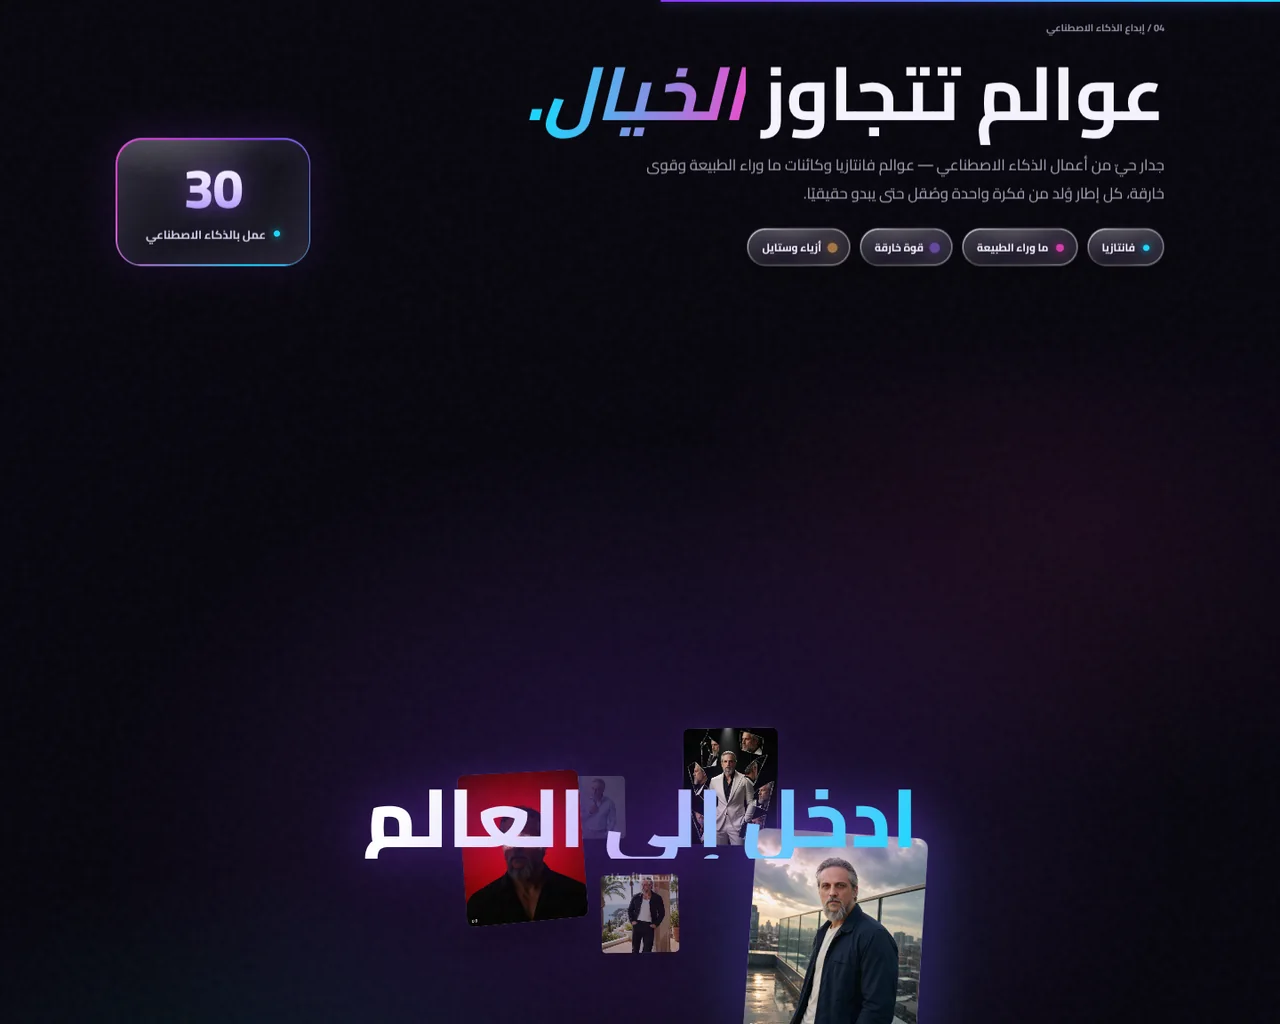 04 / إبداع الذكاء الاصطناعي
عوالم تتجاوز الخيال.
جدار حيّ من أعمال الذكاء الاصطناعي — عوالم فانتازيا وكائنات ما وراء الطبيعة وقوى
خارقة، كل إطار وُلد من فكرة واحدة وصُقل حتى يبدو حقيقيًا.
فانتازيا
ما وراء الطبيعة
قوة خارقة
أزياء وستايل
30
عمل بالذكاء الاصطناعي
ادخل إلى العالم